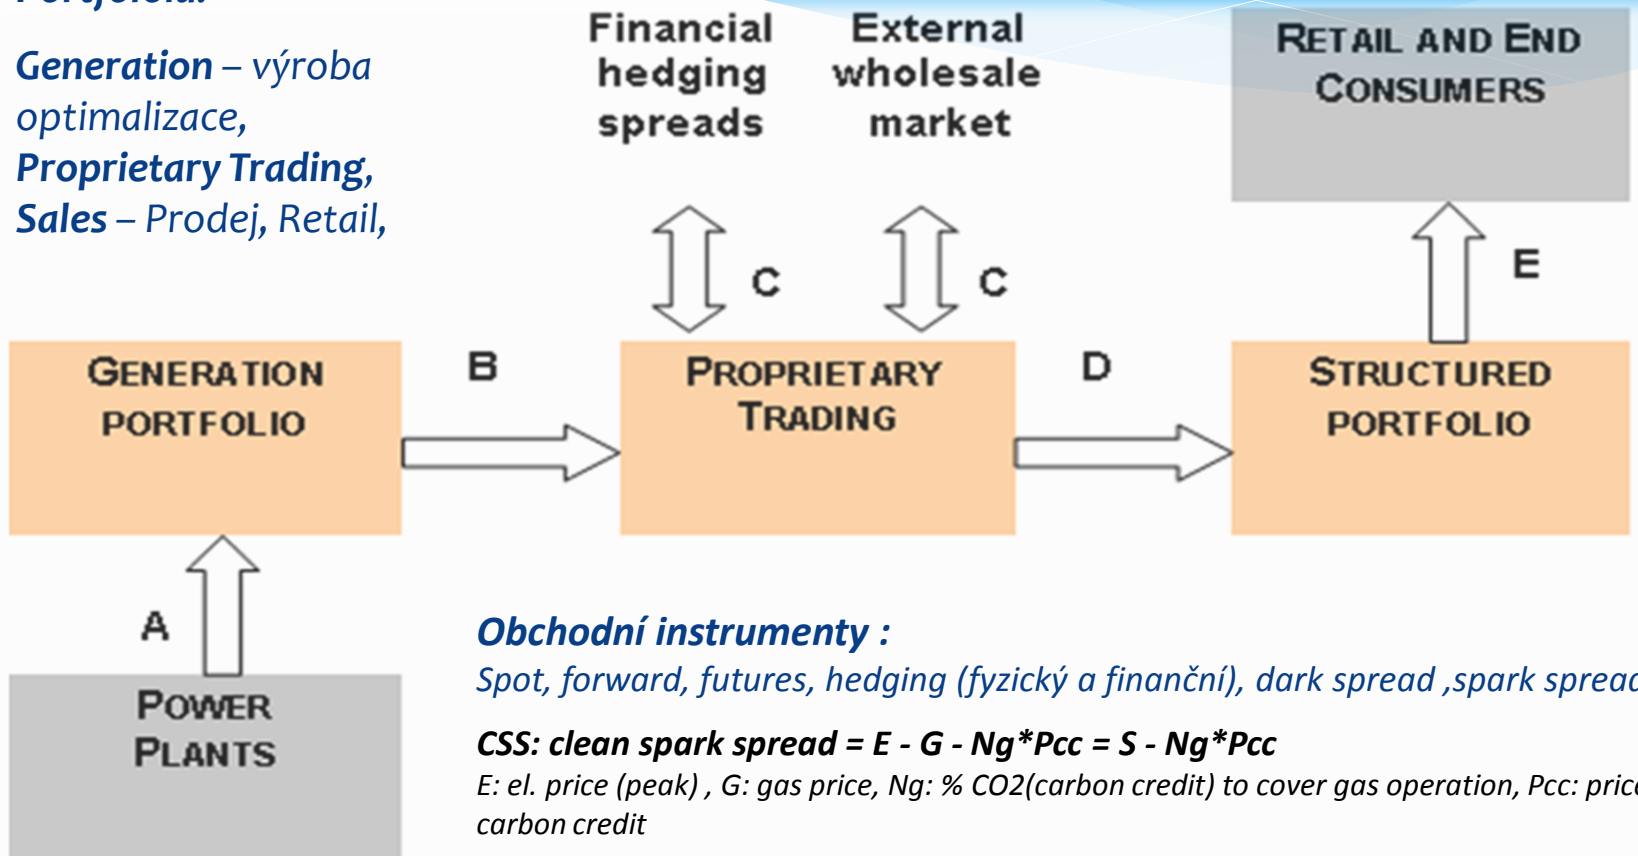 Generation – výroba
optimalizace,
Proprietary Trading,
Sales – Prodej, Retail,
Financial
hedging
spreads
External
wholesale
market
RETAIL AND END
CONSUMERS
C
C
E
GENERATION
PORTFOLIO
B
PROPRIETARY
TRADING
D
STRUCTURED
PORTFOLIO
A
POWER
PLANTS
Obchodní instrumenty :
Spot, forward, futures, hedging (fyzický a finanční), dark spread ,spark spread
CSS: clean spark spread = E - G - Ng*Pcc = S - Ng*Pcc
E: el. price (peak) , G: gas price, Ng: % CO2(carbon credit) to cover gas operation, Pcc: price
carbon credit